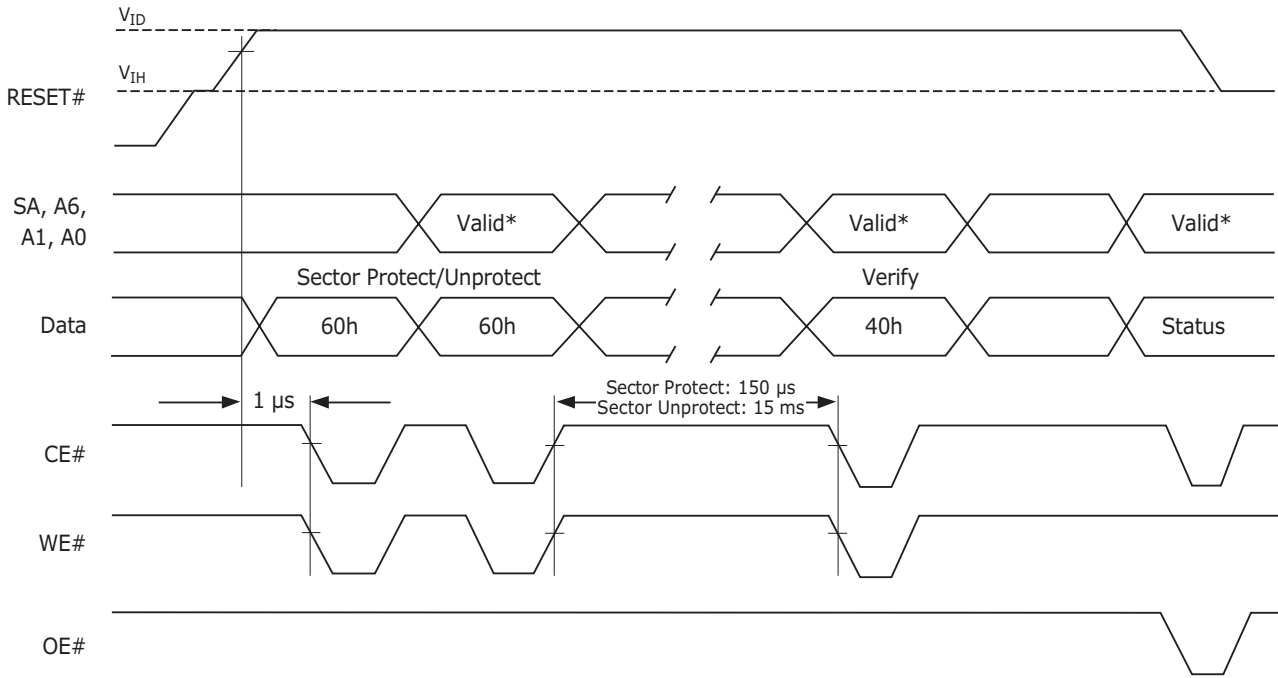 VID
VIH
RESET#
SA, A6,
A1, A0
Valid*
Valid*
Valid*
Sector Protect/Unprotect
Verify
Data
60h
60h
40h
Status
1 µs
Sector Protect: 150 µs
Sector Unprotect: 15 ms
CE#
WE#
OE#